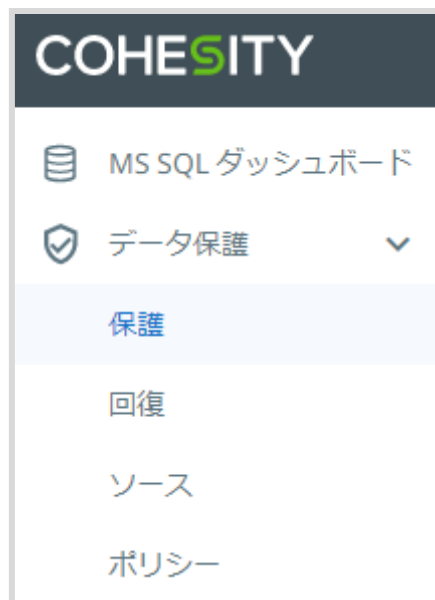 COHESITY
MS SQL ダッシュボード
データ保護
保護
回復
ソース
ポリシー